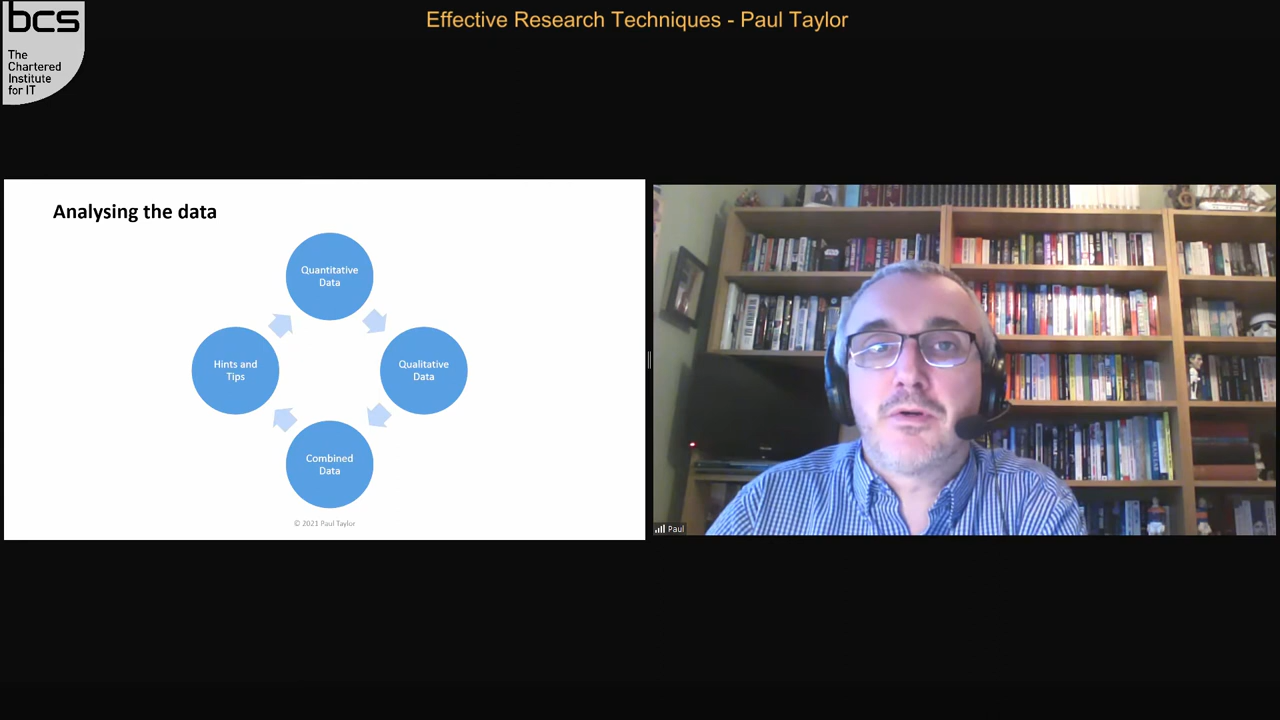 Effective Research Techniques - Paul Taylor
bcs
The
Chartered
Institute
for IT
Analysing the data
Quantitative
Data
Hints and
Tips
Qualitative
Data
Combined
Data
© 2021 Paul Taylor
Paul